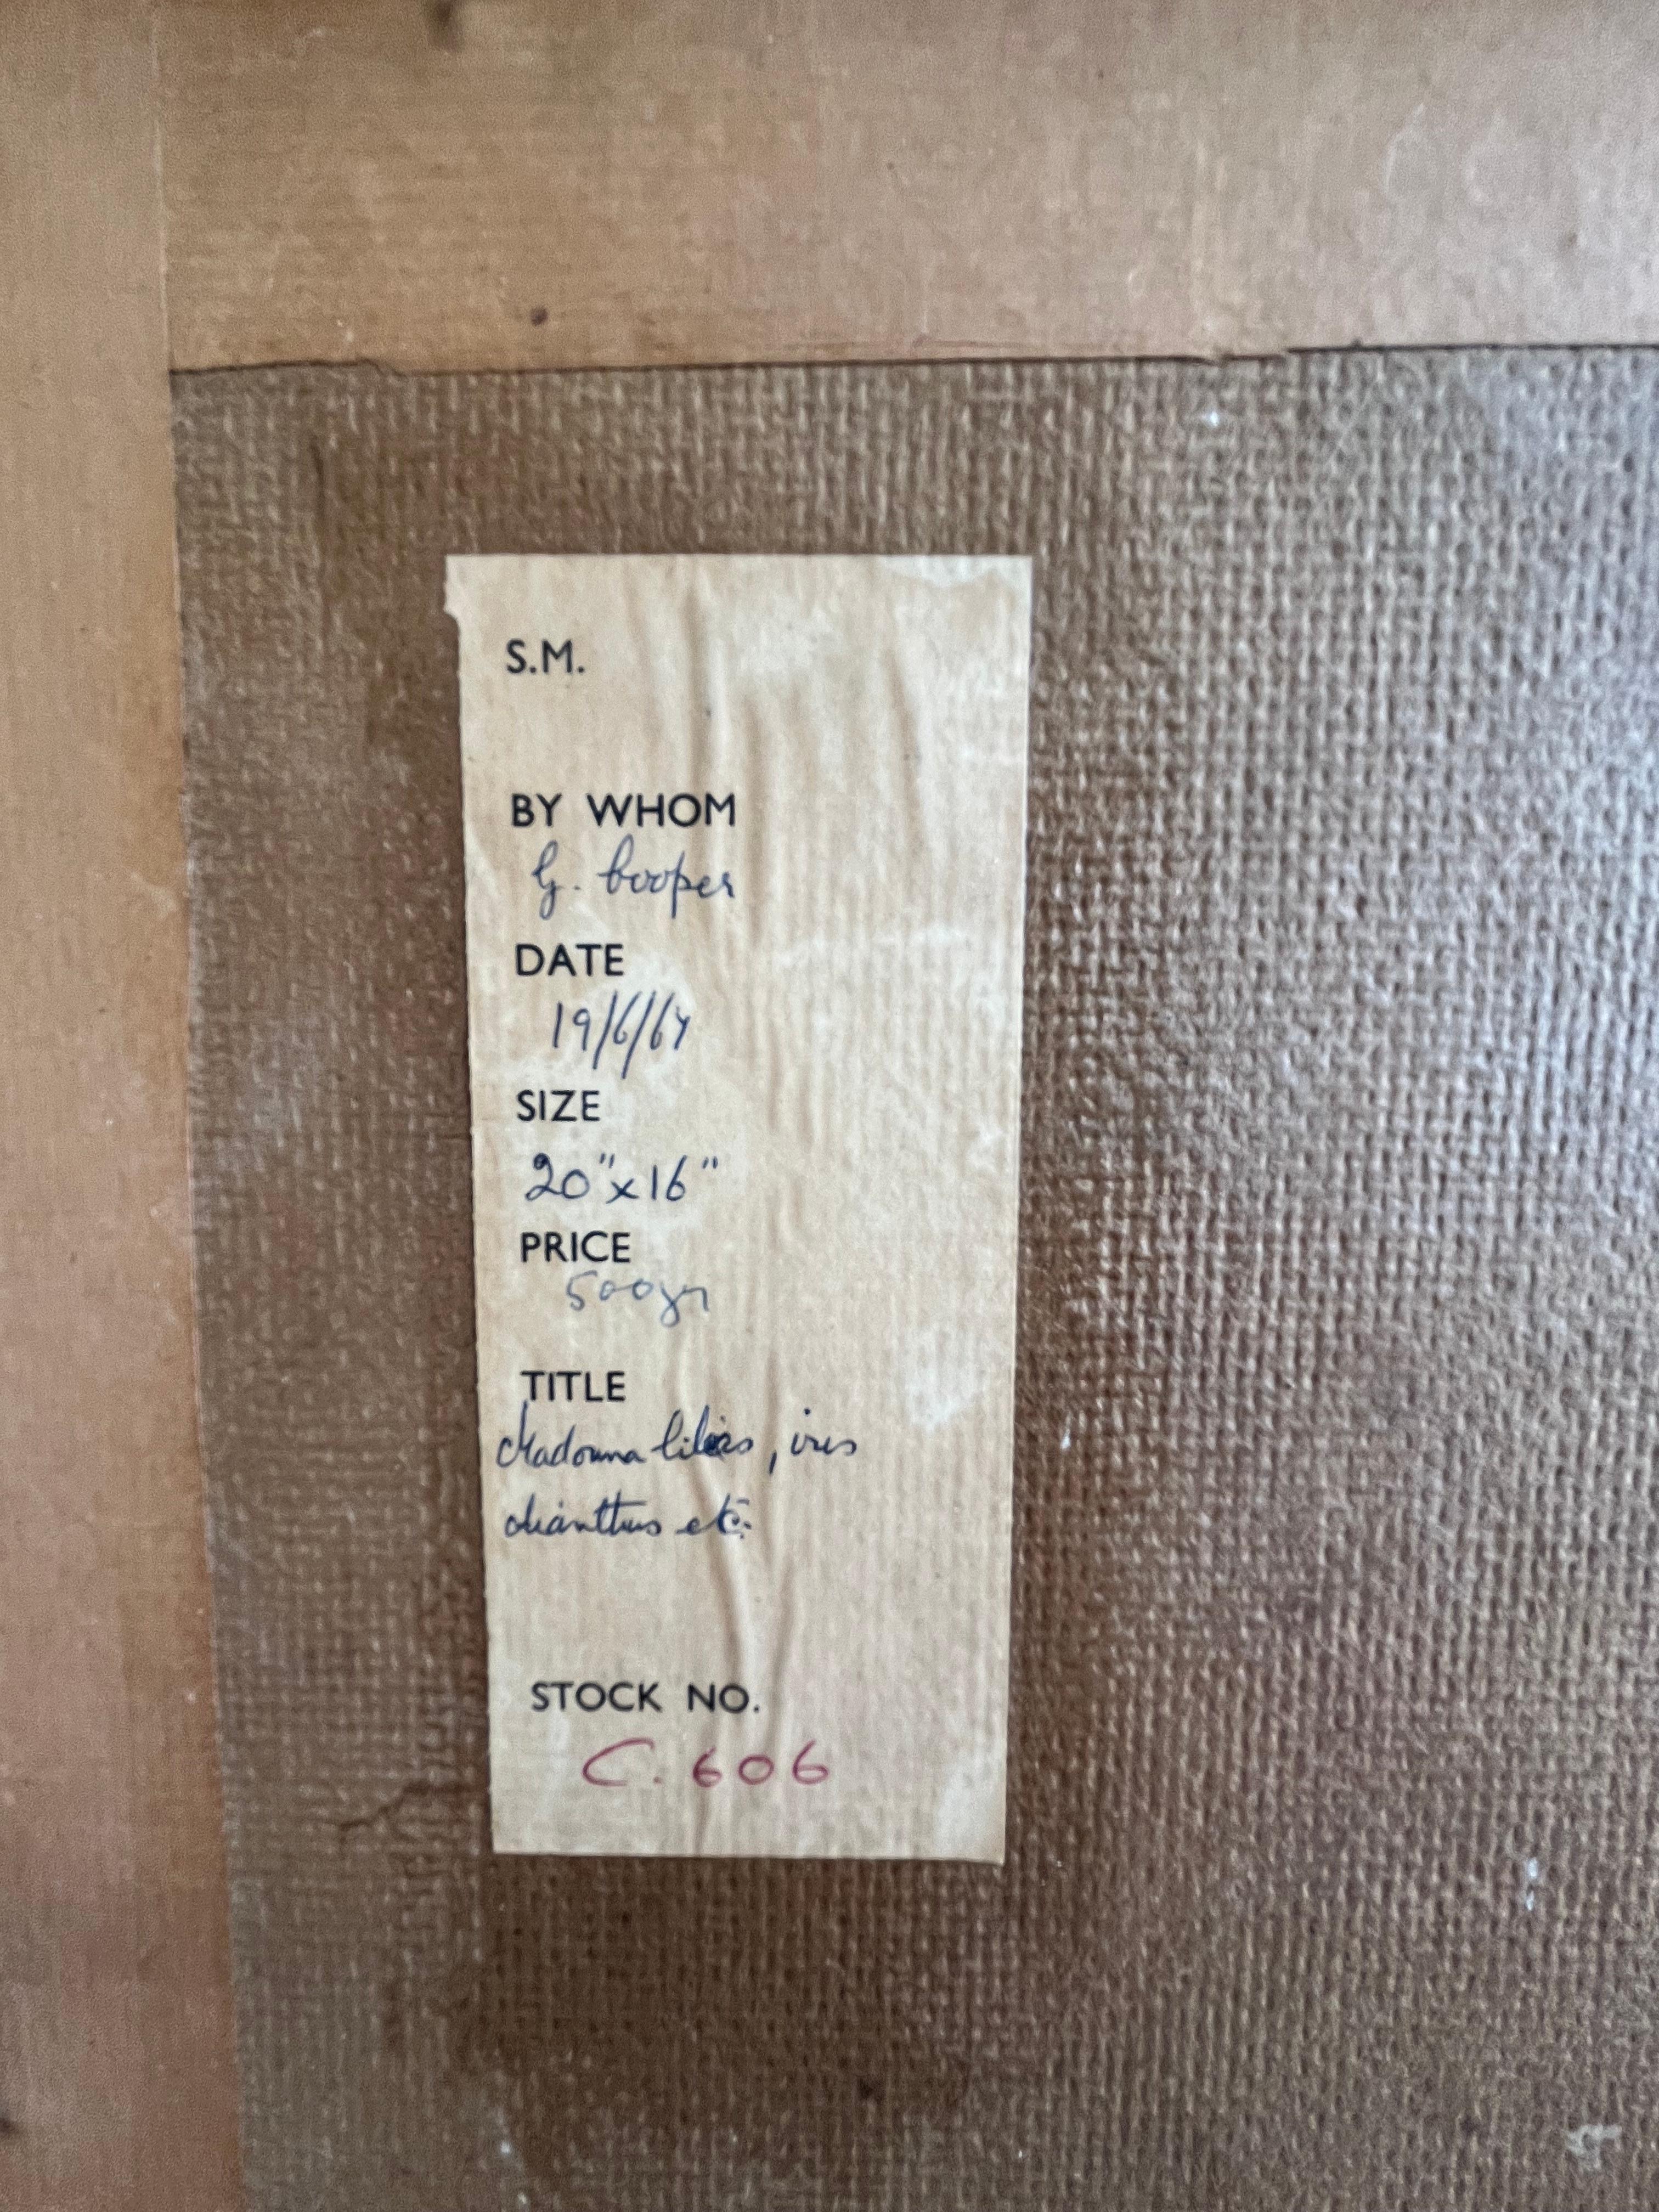 S.M.
BY WHOM
G. Cooper
DATE
19/6/64
SIZE
20"x16"
PRICE
500gn
TITLE
Madonna lilies, iris
dianthus etc.
STOCK NO.
C.606